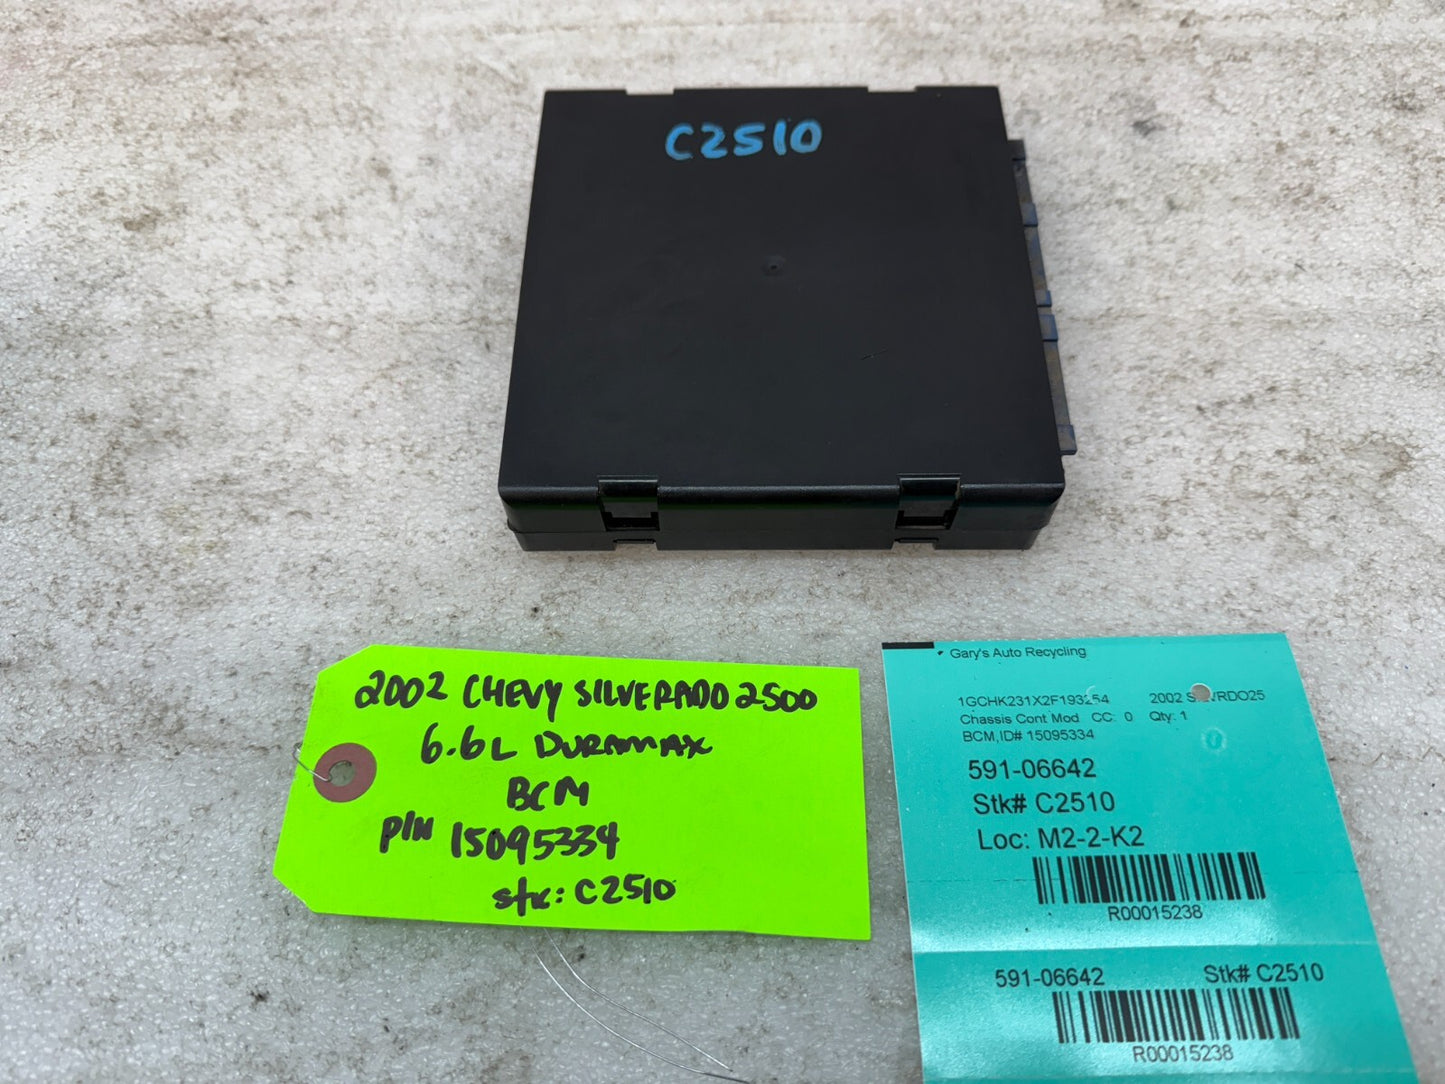 C2510
2002 CHEVY SILVERADO 2500
6.6L DURAMAX
BCM
P/N 15095334
stk: C2510
Gary's Auto Recycling
1GCHK231X2F193254 2002 RDO25
Chassis Cont Mod CC: 0 Qty: 1
BCM,ID# 15095334
591-06642
Stk# C2510
Loc: M2-2-K2
R00015238
591-06642 Stk# C2510
R00015238